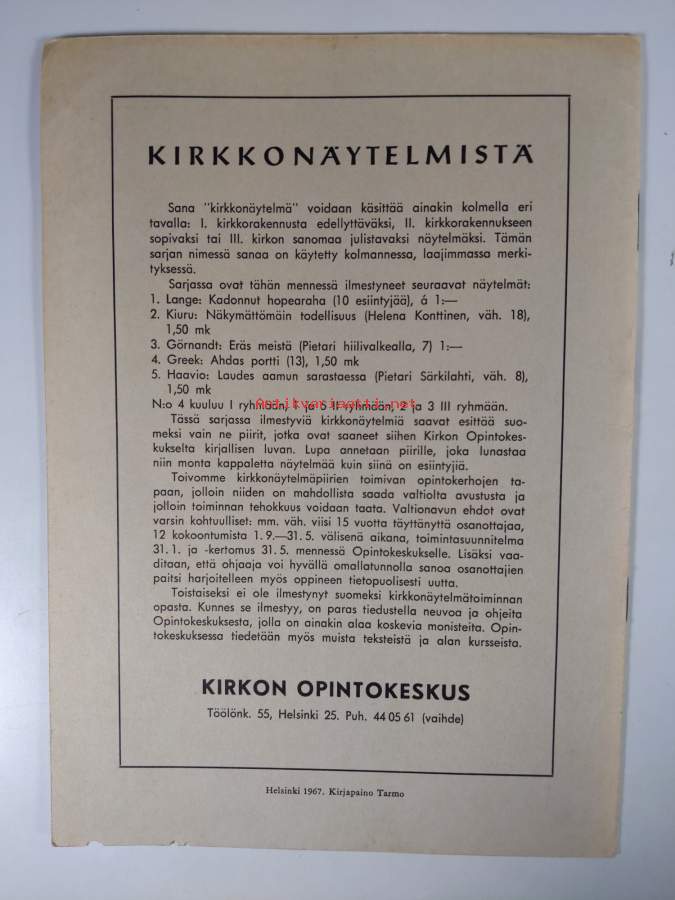 KIRKKONÄYTELMISTÄ
Sana "kirkkonäytelmä" voidaan käsittää ainakin kolmella eri
tavalla: I. kirkkorakennusta edellyttäväksi, II. kirkkorakennukseen
sopivaksi tai III. kirkon sanomaa julistavaksi näytelmäksi. Tämän
sarjan nimessä sanaa on käytetty kolmannessa, laajimmassa merki-
tyksessä.
Sarjassa ovat tähän mennessä ilmestyneet seuraavat näytelmät:
1. Lange: Kadonnut hopearaha (10 esiintyjää), á 1:—
2. Kiuru: Näkymättömäin todellisuus (Helena Konttinen, väh. 18),
1,50 mk
3. Görnandt: Eräs meistä (Pietari hiilivalkealla, 7) 1:—
4. Greek: Ahdas portti (13), 1,50 mk
5. Haavio: Laudes aamun sarastaessa (Pietari Särkilahti, väh. 8),
1,50 mk
Antikvariaatti.net
N:o 4 kuuluu I ryhmään, 1 ja 5 II ryhmään, 2 ja 3 III ryhmään.
Tässä sarjassa ilmestyviä kirkkonäytelmiä saavat esittää suo-
meksi vain ne piirit, jotka ovat saaneet siihen Kirkon Opintokes-
kukselta kirjallisen luvan. Lupa annetaan piirille, joka lunastaa
niin monta kappaletta näytelmää kuin siinä on esiintyjiä.
Toivomme kirkkonäytelmäpiirien toimivan opintokerhojen ta-
paan, jolloin niiden on mahdollista saada valtiolta avustusta ja
jolloin toiminnan tehokkuus voidaan taata. Valtionavun ehdot ovat
varsin kohtuulliset: mm. väh. viisi 15 vuotta täyttänyttä osanottajaa,
12 kokoontumista 1. 9.—31. 5. välisenä aikana, toimintasuunnitelma
31. 1. ja -kertomus 31. 5. mennessä Opintokeskukselle. Lisäksi vaa-
ditaan, että ohjaaja voi hyvällä omallatunnolla sanoa osanottajien
paitsi harjoitelleen myös oppineen tietopuolisesti uutta.
Toistaiseksi ei ole ilmestynyt suomeksi kirkkonäytelmätoiminnan
opasta. Kunnes se ilmestyy, on paras tiedustella neuvoa ja ohjeita
Opintokeskuksesta, jolla on ainakin alaa koskevia monisteita. Opin-
tokeskuksessa tiedetään myös muista teksteistä ja alan kursseista.
KIRKON OPINTOKESKUS
Töölönk. 55, Helsinki 25. Puh. 44 05 61 (vaihde)
Helsinki 1967. Kirjapaino Tarmo